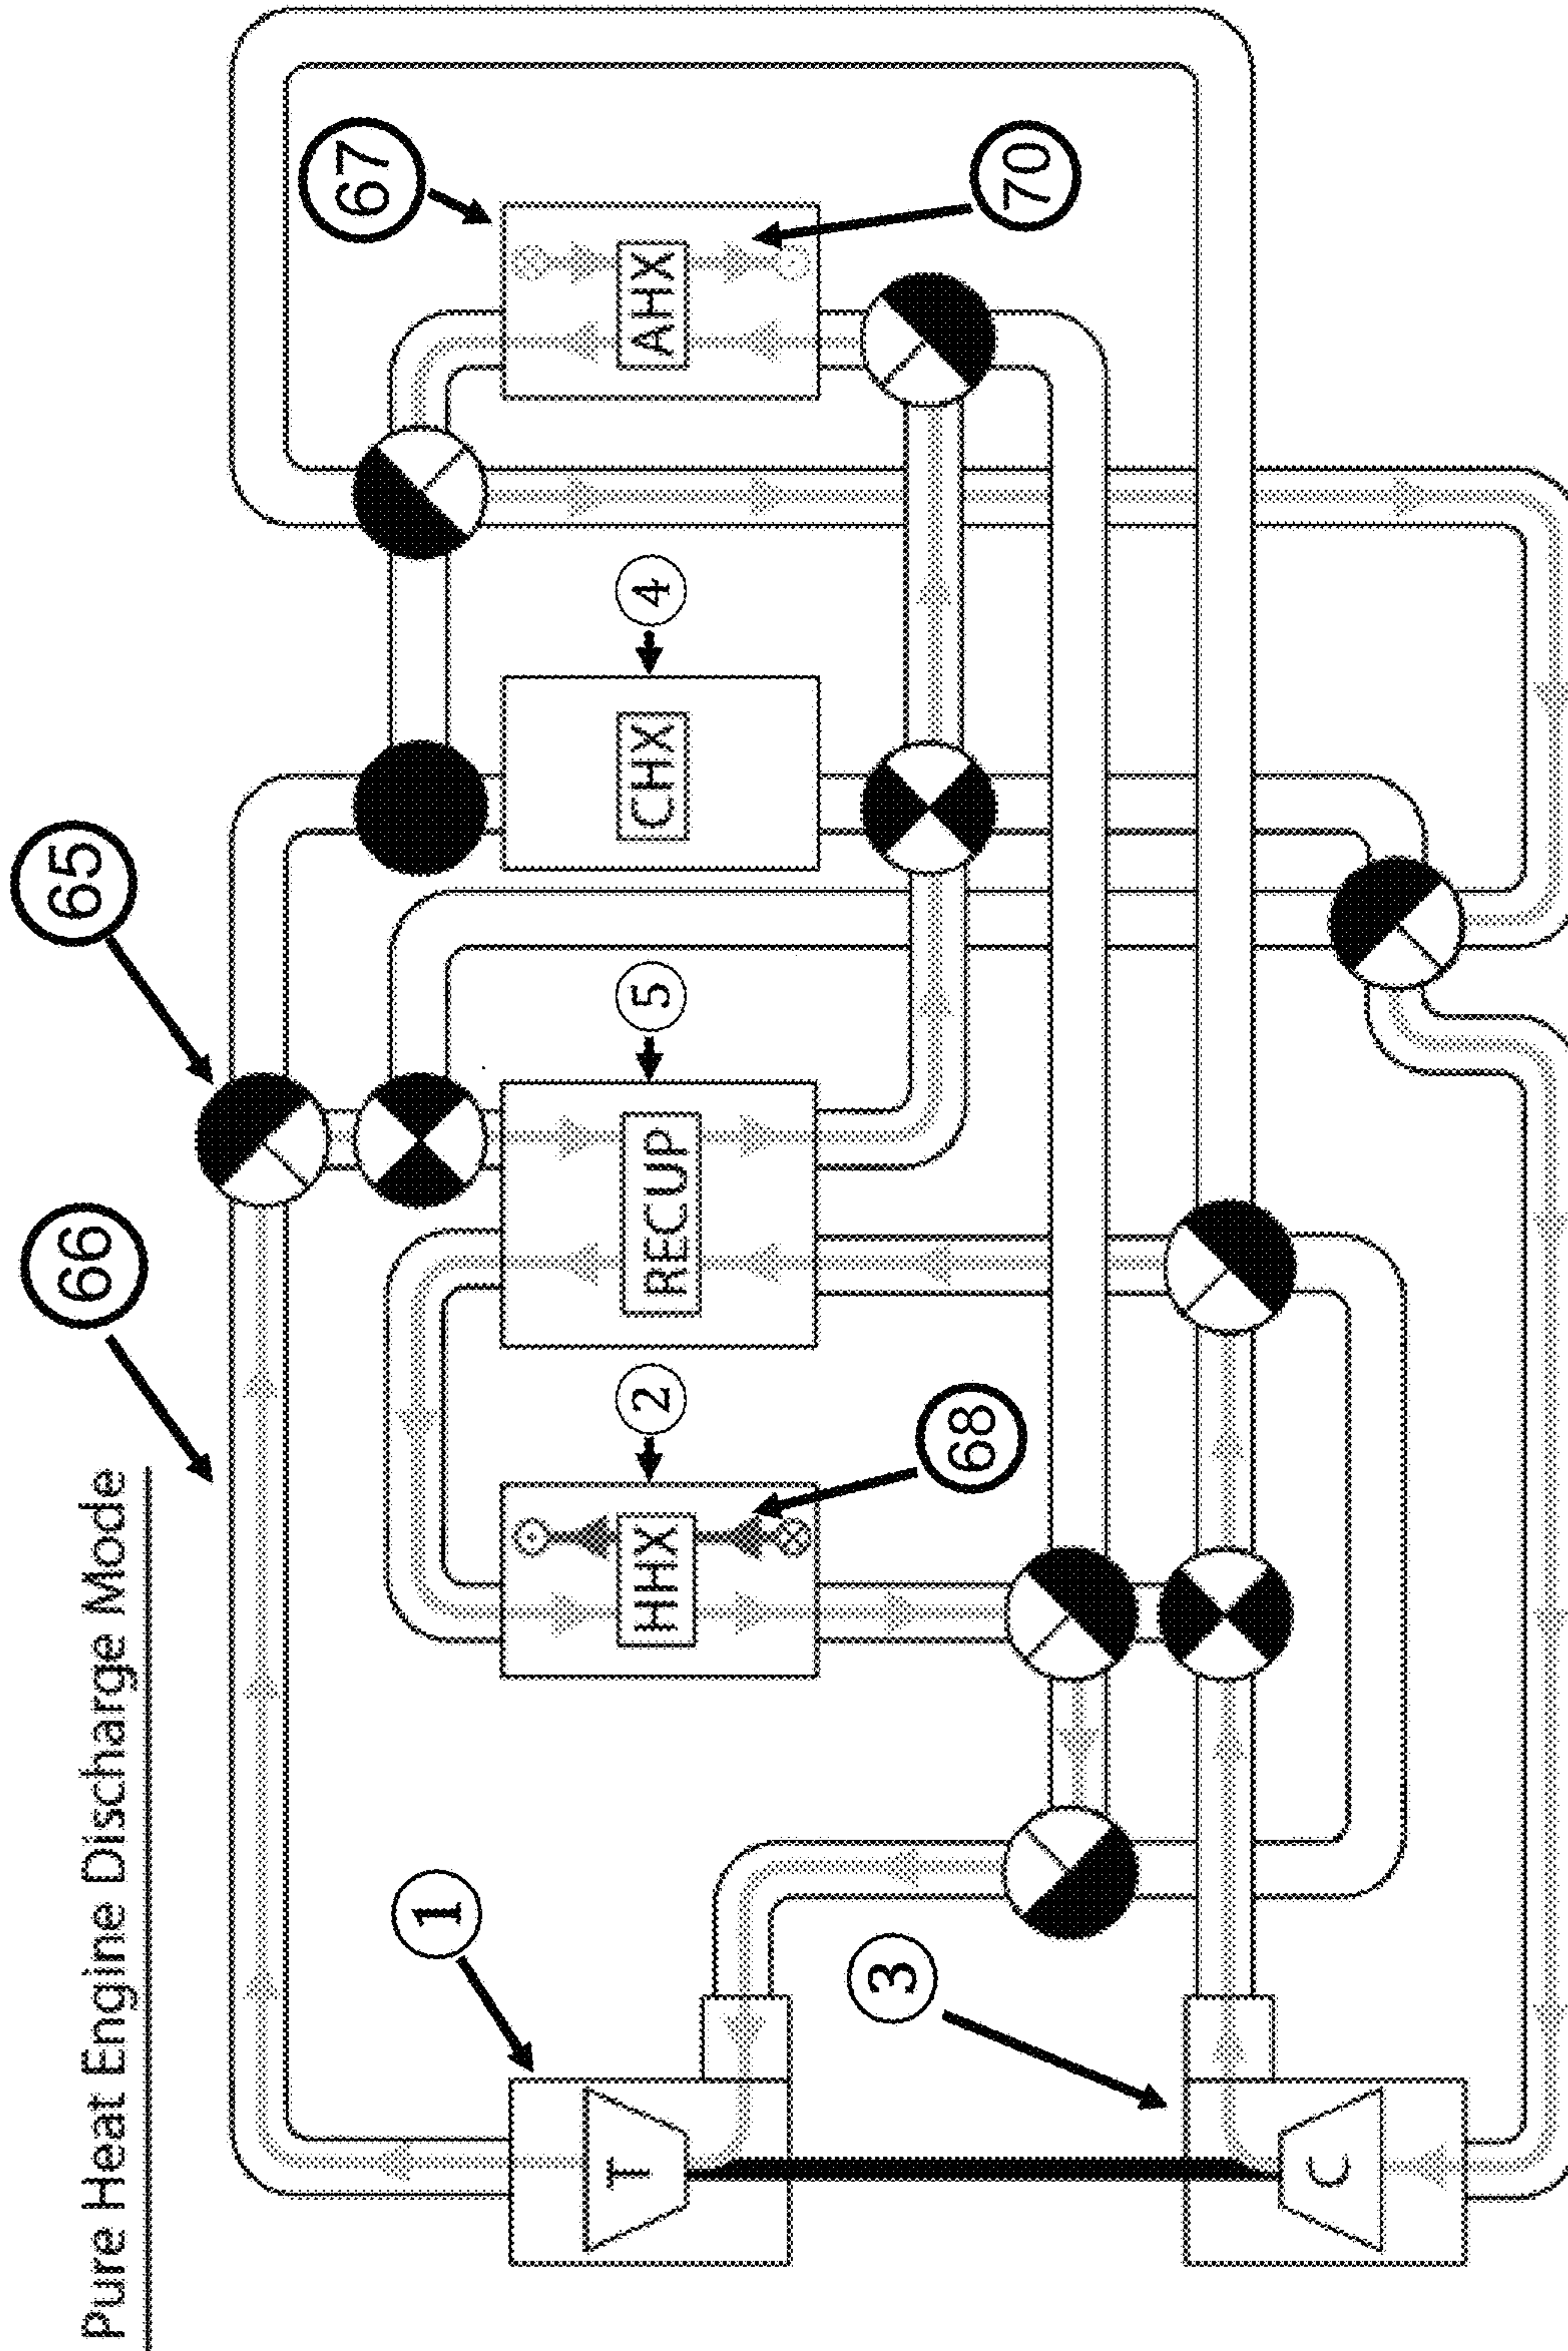 Pure Heat Engine Discharge Mode
66
65
67
1
2
5
4
T
HHX
RECUP
CHX
AHX
3
68
70
C